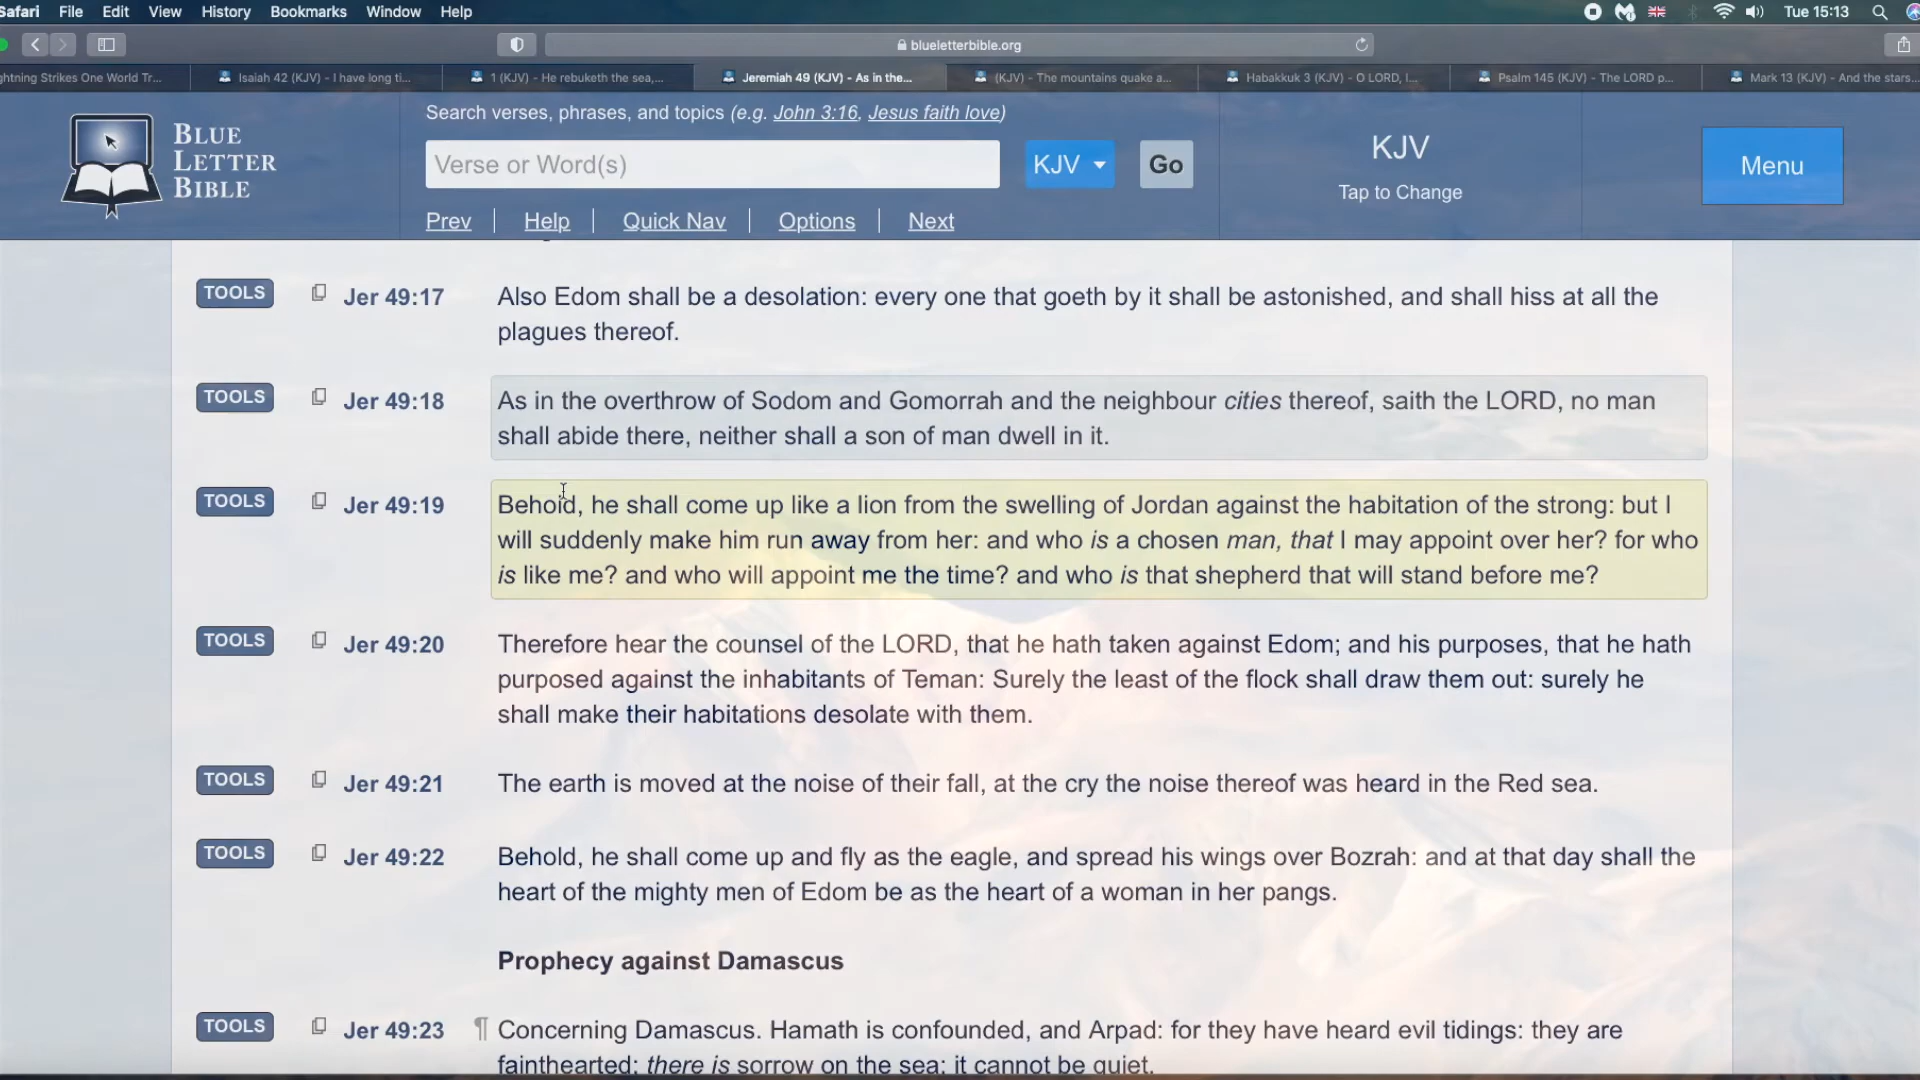 Safari File Edit View History Bookmarks Window Help Tue 15:13
blueletterbible.org
ghtning Strikes One World Tr... Isaiah 42 (KJV) - I have long ti... 1 (KJV) - He rebuketh the sea,... Jeremiah 49 (KJV) - As in the... (KJV) - The mountains quake a... Habakkuk 3 (KJV) - O LORD, I... Psalm 145 (KJV) - The LORD p... Mark 13 (KJV) - And the stars...
BLUE
LETTER
BIBLE
Search verses, phrases, and topics (e.g. John 3:16, Jesus faith love)
Verse or Word(s) KJV Go
Prev Help Quick Nav Options Next
KJV
Tap to Change
Menu
TOOLS Jer 49:17 Also Edom shall be a desolation: every one that goeth by it shall be astonished, and shall hiss at all the
plagues thereof.
TOOLS Jer 49:18 As in the overthrow of Sodom and Gomorrah and the neighbour cities thereof, saith the LORD, no man
shall abide there, neither shall a son of man dwell in it.
TOOLS Jer 49:19 Behold, he shall come up like a lion from the swelling of Jordan against the habitation of the strong: but I
will suddenly make him run away from her: and who is a chosen man, that I may appoint over her? for who
is like me? and who will appoint me the time? and who is that shepherd that will stand before me?
TOOLS Jer 49:20 Therefore hear the counsel of the LORD, that he hath taken against Edom; and his purposes, that he hath
purposed against the inhabitants of Teman: Surely the least of the flock shall draw them out: surely he
shall make their habitations desolate with them.
TOOLS Jer 49:21 The earth is moved at the noise of their fall, at the cry the noise thereof was heard in the Red sea.
TOOLS Jer 49:22 Behold, he shall come up and fly as the eagle, and spread his wings over Bozrah: and at that day shall the
heart of the mighty men of Edom be as the heart of a woman in her pangs.
Prophecy against Damascus
TOOLS Jer 49:23 ¶ Concerning Damascus. Hamath is confounded, and Arpad: for they have heard evil tidings: they are
fainthearted; there is sorrow on the sea; it cannot be quiet.